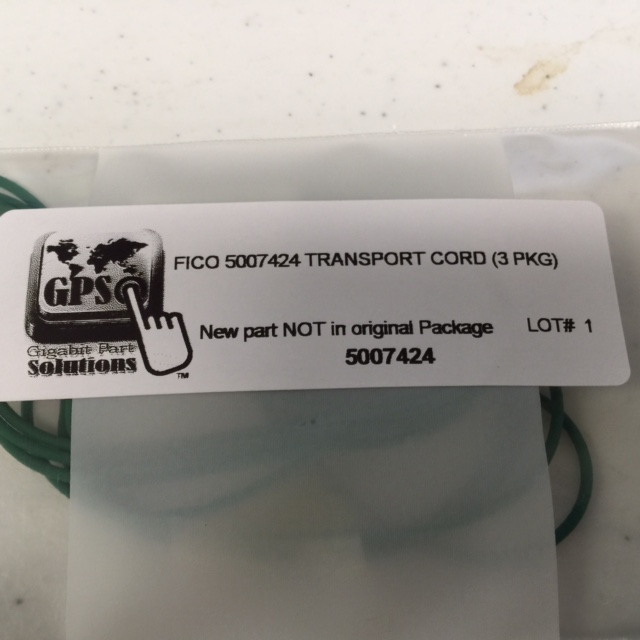 FICO 5007424 TRANSPORT CORD (3 PKG)
GPS
New part NOT in original Package
LOT# 1
5007424
Gigabit Part
Solutions
TM